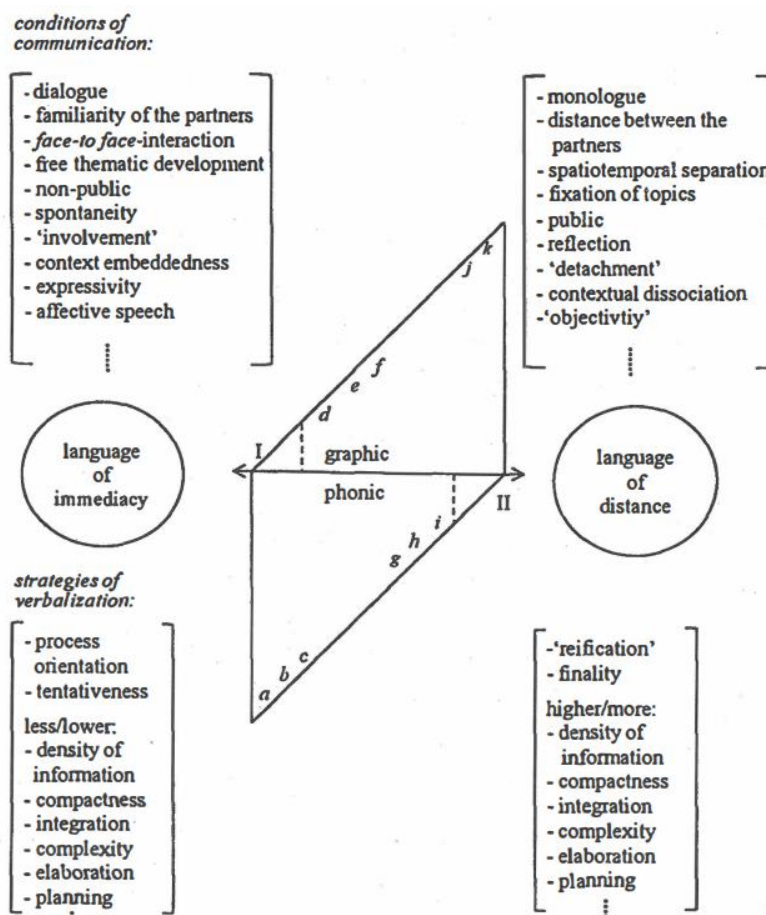 conditions of
communication:
- dialogue
- familiarity of the partners
- face-to face-interaction
- free thematic development
- non-public
- spontaneity
- ‘involvement’
- context embeddedness
- expressivity
- affective speech
- monologue
- distance between the
partners
- spatiotemporal separation
- fixation of topics
- public
- reflection
- ‘detachment’
- contextual dissociation
-‘objectivtiy’
k
j
f
e
d
I
graphic
phonic
II
i
h
g
c
b
a
language
of
immediacy
language
of
distance
strategies of
verbalization:
- process
orientation
- tentativeness
less/lower:
- density of
information
- compactness
- integration
- complexity
- elaboration
- planning
-‘reification’
- finality
higher/more:
- density of
information
- compactness
- integration
- complexity
- elaboration
- planning